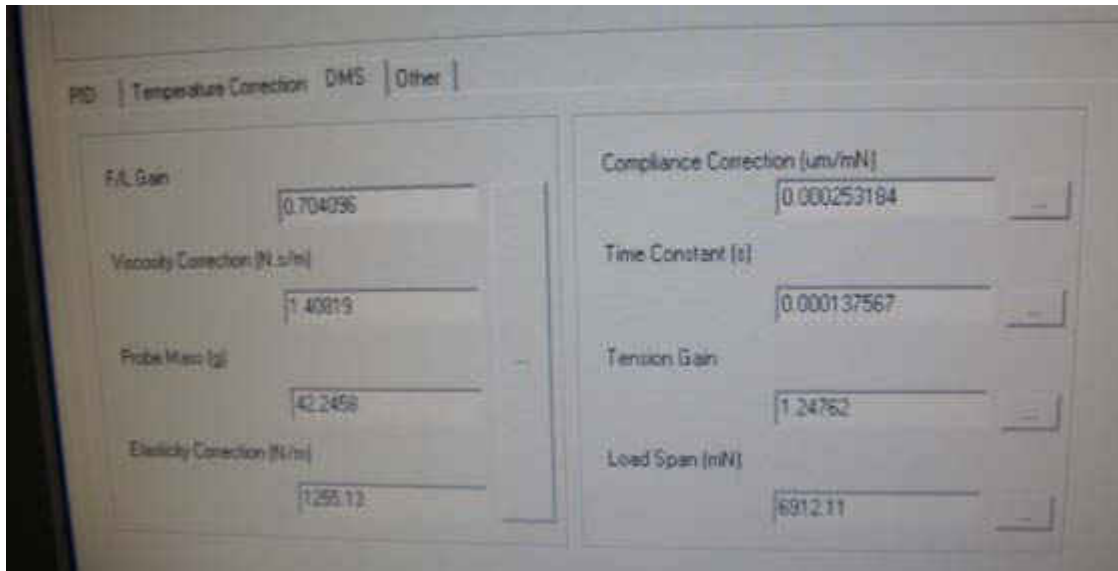 PID Temperature Correction DMS Other
F/L Gain
0.704096
Viscosity Correction (N.s/m)
1.40819
Probe Mass (g)
42.2458
Elasticity Correction (N/m)
1255.13
Compliance Correction (um/mN)
0.000253184
...
Time Constant (s)
0.000137567
...
Tension Gain
1.24762
...
Load Span (mN)
6912.11
...